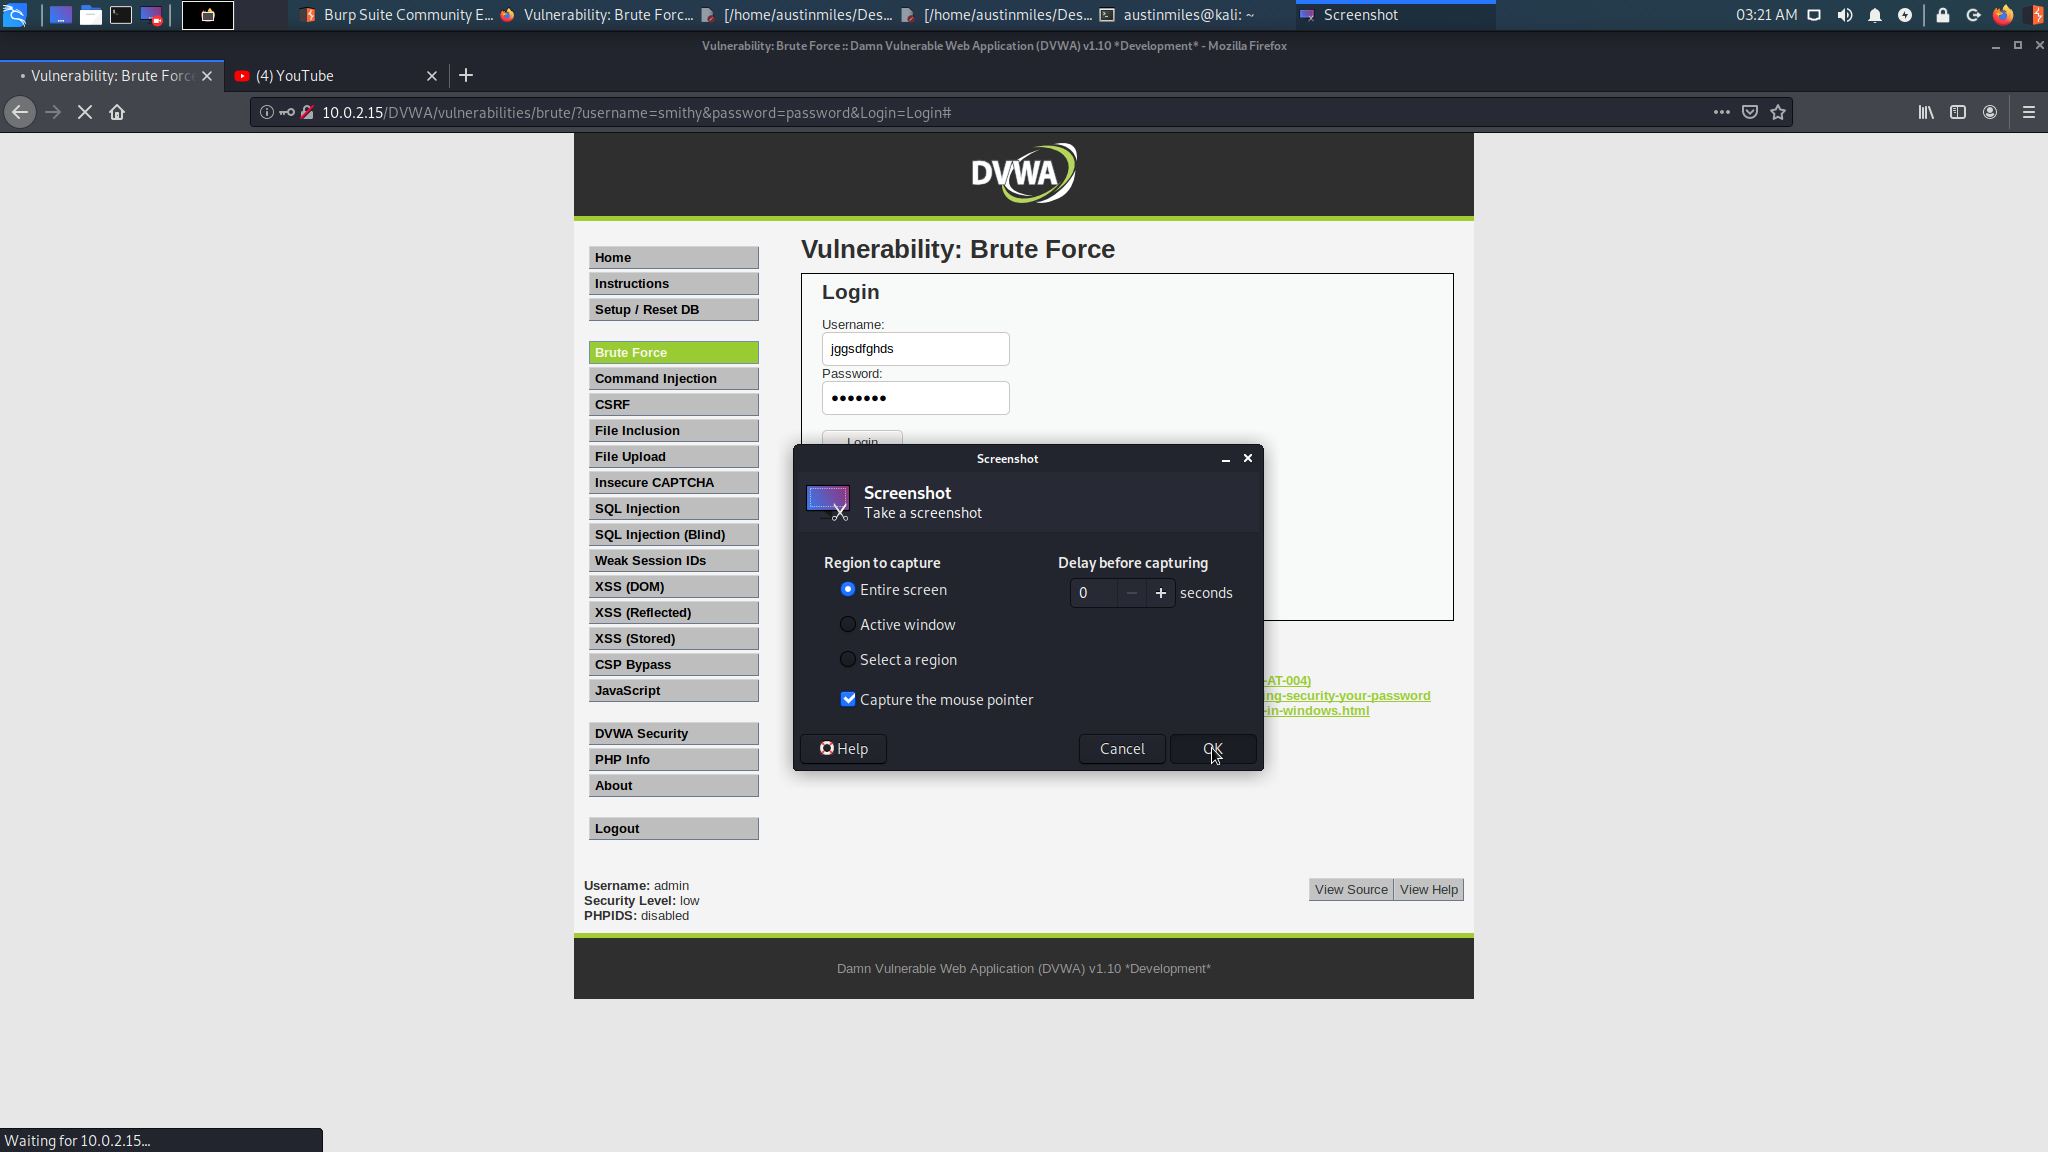 Burp Suite Community E...
Vulnerability: Brute Forc...
[/home/austinmiles/Des...
[/home/austinmiles/Des...
austinmiles@kali: ~
Screenshot
03:21 AM
Vulnerability: Brute Force :: Damn Vulnerable Web Application (DVWA) v1.10 *Development* - Mozilla Firefox
Vulnerability: Brute Forc
(4) YouTube
10.0.2.15/DVWA/vulnerabilities/brute/?username=smithy&password=password&Login=Login#
DVWA
Home
Instructions
Setup / Reset DB
Brute Force
Command Injection
CSRF
File Inclusion
File Upload
Insecure CAPTCHA
SQL Injection
SQL Injection (Blind)
Weak Session IDs
XSS (DOM)
XSS (Reflected)
XSS (Stored)
CSP Bypass
JavaScript
DVWA Security
PHP Info
About
Logout
Vulnerability: Brute Force
Login
Username:
jggsdfghds
Password:
•••••••
Login
Screenshot
Screenshot
Take a screenshot
Region to capture
Entire screen
Active window
Select a region
Capture the mouse pointer
Delay before capturing
0 seconds
Help
Cancel
OK
-AT-004)
ng-security-your-password
-in-windows.html
Username: admin
Security Level: low
PHPIDS: disabled
View Source
View Help
Damn Vulnerable Web Application (DVWA) v1.10 *Development*
Waiting for 10.0.2.15...